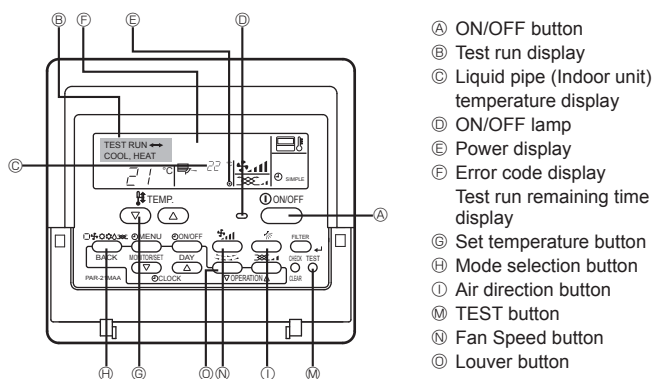 Ⓑ Ⓕ Ⓔ Ⓓ
TEST RUN ↔
COOL, HEAT
21 °C
22 °
SIMPLE
Ⓒ
TEMP.
ON/OFF
▽ △
Ⓐ
MENU ON/OFF FILTER
BACK MONITOR/SET DAY CHECK TEST
▽ △
PAR-21MAA CLOCK ▽ OPERATION △ CLEAR
Ⓗ Ⓖ Ⓞ Ⓝ Ⓘ Ⓜ
Ⓐ ON/OFF button
Ⓑ Test run display
Ⓒ Liquid pipe (Indoor unit)
temperature display
Ⓓ ON/OFF lamp
Ⓔ Power display
Ⓕ Error code display
Test run remaining time
display
Ⓖ Set temperature button
Ⓗ Mode selection button
Ⓘ Air direction button
Ⓜ TEST button
Ⓝ Fan Speed button
Ⓞ Louver button